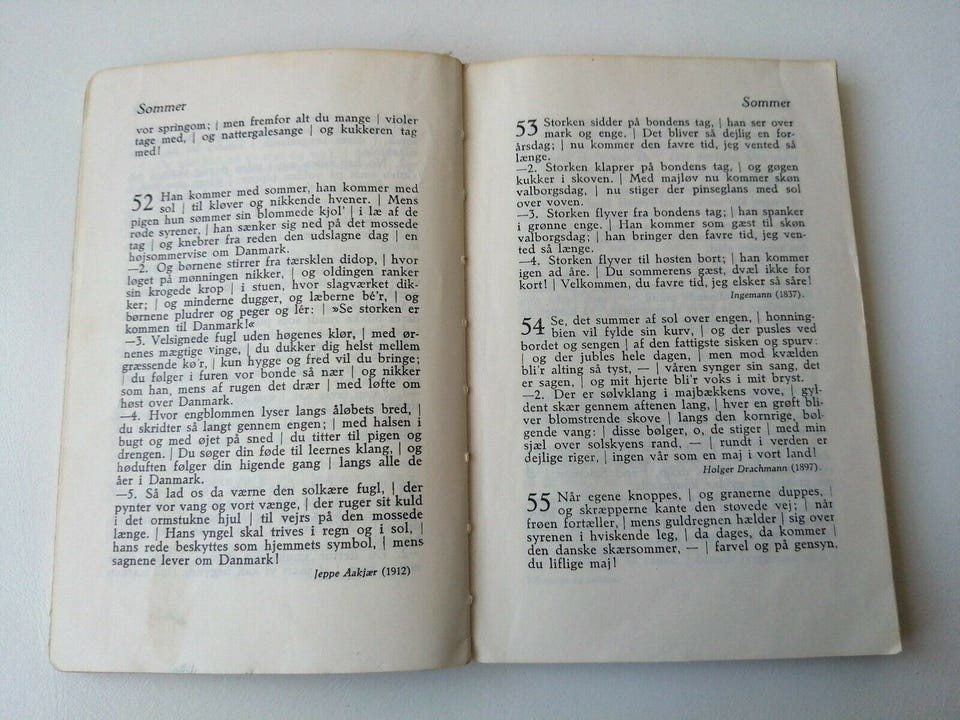 Sommer
vor springom; | men fremfor alt du mange | violer
tage med, | og nattergalesange | og kukkeren tag
med!
52 Han kommer med sommer, han kommer med
sol | til kløver og nikkende hvener. | Mens
pigen hun sømmer sin blommede kjol' | i læ af de
røde syrener, | han sænker sig ned på det mossede
tag | og knebrer fra reden den udslagne dag | en
højsommervise om Danmark.
—2. Og børnene stirrer fra tærsklen didop, | hvor
løget på mønningen nikker, | og oldingen ranker
sin krogede krop | i stuen, hvor slagværket dik-
ker; | og minderne dugger, og læberne bé'r, | og
børnene pludrer og peger og lér: | »Se storken er
kommen til Danmark!«
—3. Velsignede fugl uden høgenes klør, | med ør-
nenes mægtige vinge, | du dukker dig helst mellem
græssende kø'r, | kun hygge og fred vil du bringe;
| du følger i furen vor bonde så nær | og nikker
som han, mens af rugen det drær | med løfte om
høst over Danmark.
—4. Hvor engblommen lyser langs åløbets bred, |
du skridter så langt gennem engen; | med halsen i
bugt og med øjet på sned | du titter til pigen og
drengen. | Du søger din føde til leernes klang, | og
høduften følger din higende gang | langs alle de
åer i Danmark.
—5. Så lad os da værne den solkære fugl, | der
pynter vor vang og vort vænge, | der ruger sit kuld
i det ormstukne hjul | til vejrs på den mossede
længe. | Hans yngel skal trives i regn og i sol, |
hans rede beskyttes som hjemmets symbol, | mens
sagnene lever om Danmark!
Jeppe Aakjær (1912)
Sommer
53 Storken sidder på bondens tag, | han ser over
mark og enge. | Det bliver så dejlig en for-
årsdag; | nu kommer den favre tid, jeg vented så
længe.
—2. Storken klaprer på bondens tag, | og gøgen
kukker i skoven. | Med majløv nu kommer skøn
valborgsdag, | nu stiger der pinseglans med sol
over voven.
—3. Storken flyver fra bondens tag; | han spanker
i grønne enge. | Han kommer som gæst til skøn
valborgsdag; | han bringer den favre tid, jeg ven-
ted så længe.
—4. Storken flyver til høsten bort; | han kommer
igen ad åre. | Du sommerens gæst, dvæl ikke for
kort! | Velkommen, du favre tid, jeg elsker så såre!
Ingemann (1837).
54 Se, det summer af sol over engen, | honning-
bien vil fylde sin kurv, | og der pusles ved
bordet og sengen | af den fattigste sisken og spurv:
| og der jubles hele dagen, | men mod kvælden
bli'r alting så tyst, — | våren synger sin sang, det
er sagen, | og mit hjerte bli'r voks i mit bryst.
—2. Der er sølvklang i majbækkens vove, | gyl-
dent skær gennem aftenen lang, | hver en grøft bli-
ver blomstrende skove | langs den kornrige, bøl-
gende vang: | disse bølger, o, de stiger | med min
sjæl over solskyens rand, — | rundt i verden er
dejlige riger, | ingen vår som en maj i vort land!
Holger Drachmann (1897).
55 Når egene knoppes, | og granerne duppes, |
og skræpperne kante den støvede vej; | når
frøen fortæller, | mens guldregnen hælder | sig over
syrenen i hviskende leg, | da dages, da kommer |
den danske skærsommer, — | farvel og på gensyn,
du liflige maj!